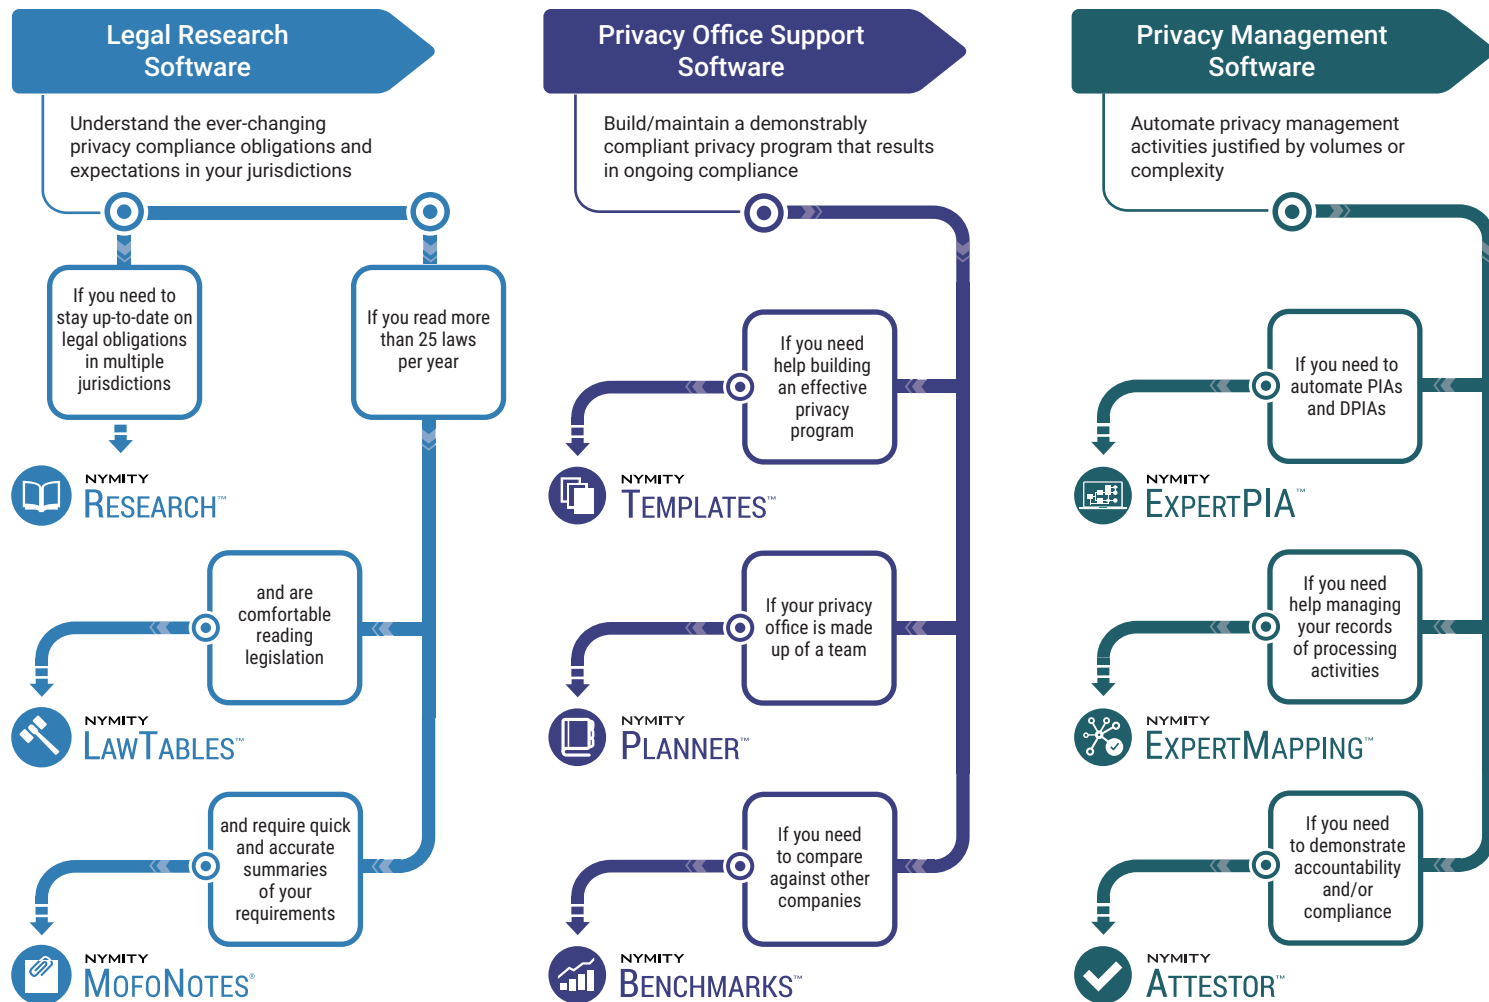 Legal Research
Software
Understand the ever-changing
privacy compliance obligations and
expectations in your jurisdictions
If you need to
stay up-to-date on
legal obligations
in multiple
jurisdictions
If you read more
than 25 laws
per year
NYMITY
RESEARCH™
and are
comfortable
reading
legislation
NYMITY
LAWTABLES™
and require quick
and accurate
summaries
of your
requirements
NYMITY
MOFONOTES®
Privacy Office Support
Software
Build/maintain a demonstrably
compliant privacy program that results
in ongoing compliance
If you need
help building
an effective
privacy
program
NYMITY
TEMPLATES™
If your privacy
office is made
up of a team
NYMITY
PLANNER™
If you need
to compare
against other
companies
NYMITY
BENCHMARKS™
Privacy Management
Software
Automate privacy management
activities justified by volumes or
complexity
If you need to
automate PIAs
and DPIAs
NYMITY
EXPERTPIA™
If you need
help managing
your records
of processing
activities
NYMITY
EXPERTMAPPING™
If you need
to demonstrate
accountability
and/or
compliance
NYMITY
ATTESTOR™